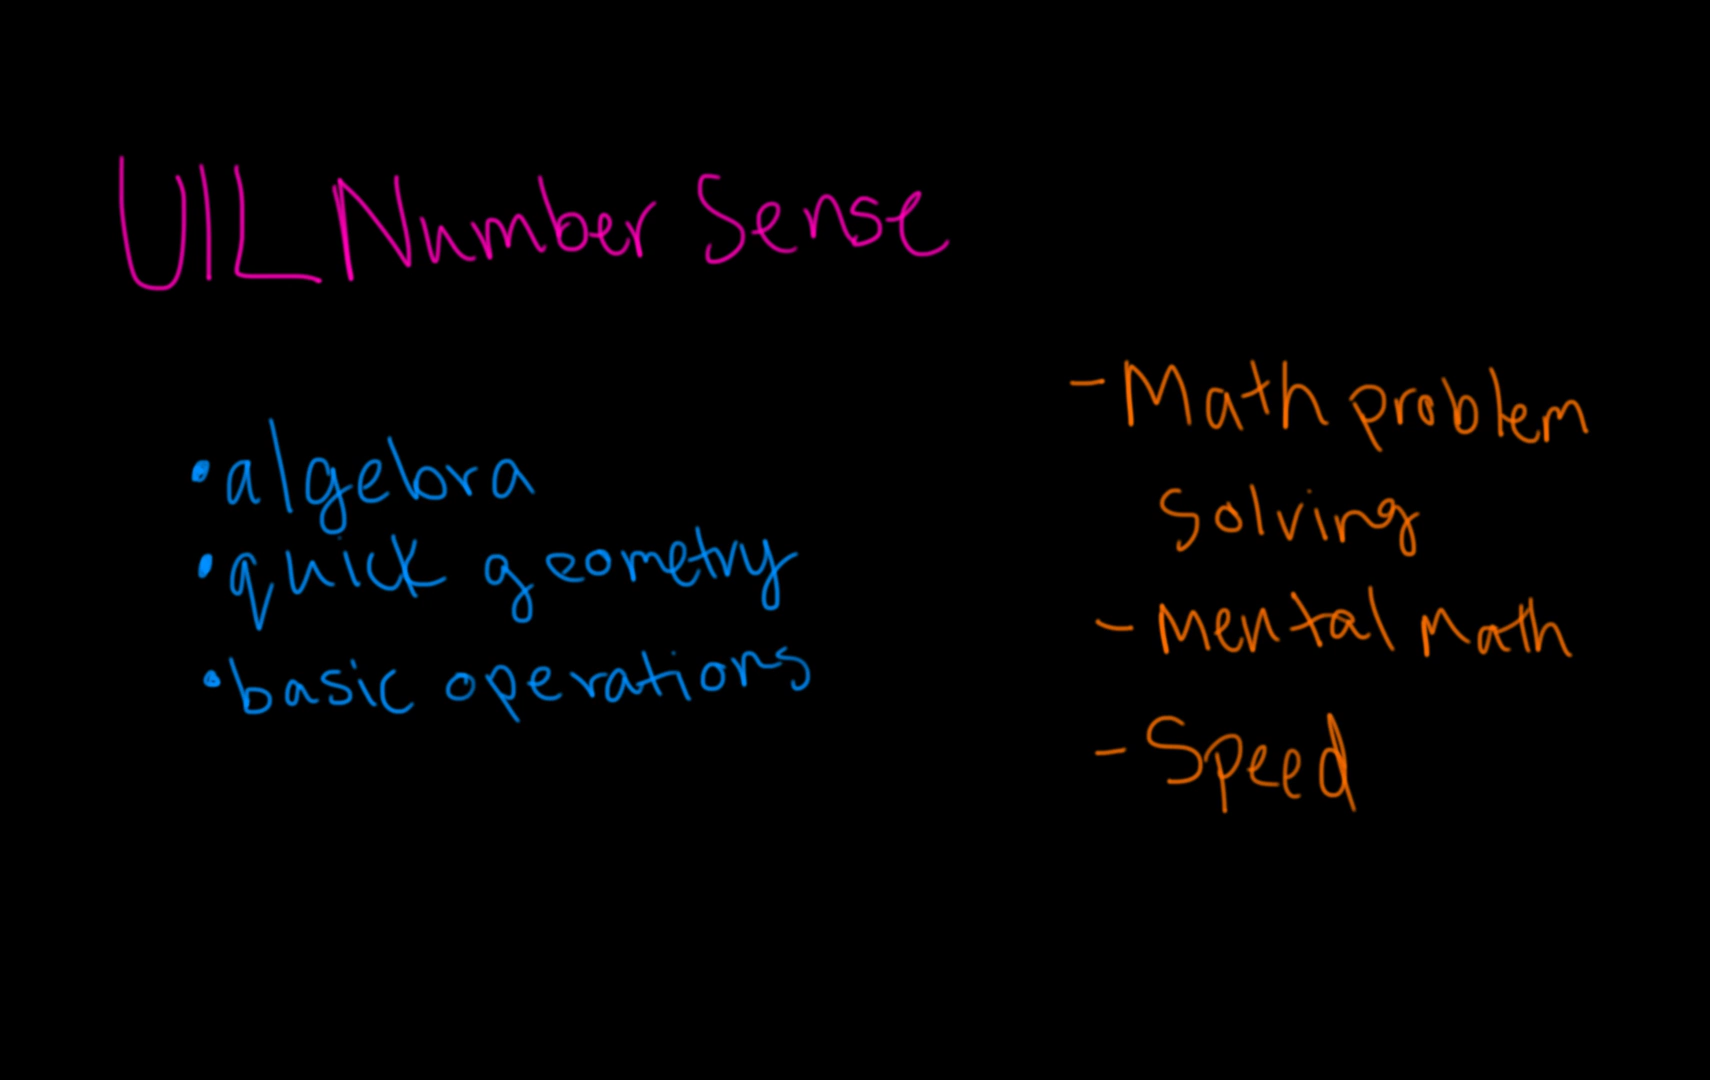 UIL Number Sense
• algebra
• quick geometry
• basic operations
- Math problem
solving
- Mental Math
- Speed